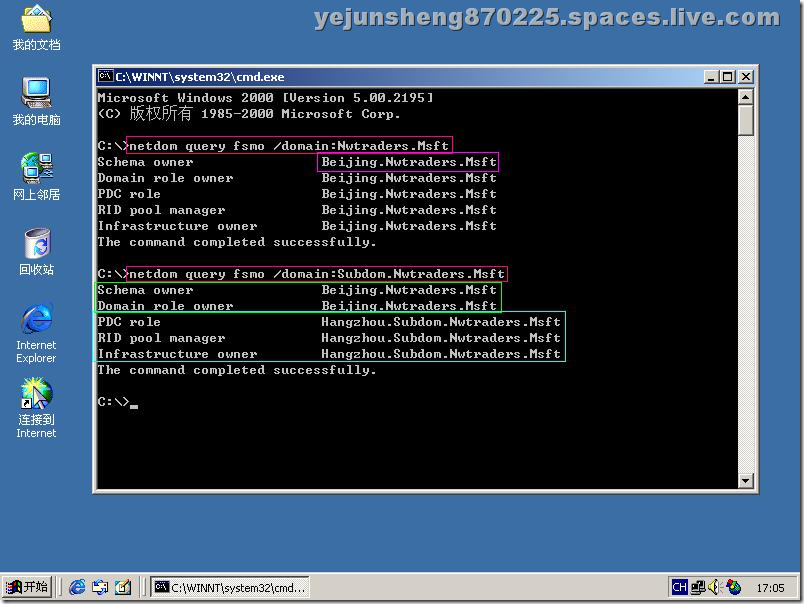 yejunsheng870225.spaces.live.com
我的文档
我的电脑
网上邻居
回收站
Internet
Explorer
连接到
Internet
C:\WINNT\system32\cmd.exe
Microsoft Windows 2000 [Version 5.00.2195]
(C) 版权所有 1985-2000 Microsoft Corp.
C:\>netdom query fsmo /domain:Nwtraders.Msft
Schema owner Beijing.Nwtraders.Msft
Domain role owner Beijing.Nwtraders.Msft
PDC role Beijing.Nwtraders.Msft
RID pool manager Beijing.Nwtraders.Msft
Infrastructure owner Beijing.Nwtraders.Msft
The command completed successfully.
C:\>netdom query fsmo /domain:Subdom.Nwtraders.Msft
Schema owner Beijing.Nwtraders.Msft
Domain role owner Beijing.Nwtraders.Msft
PDC role Hangzhou.Subdom.Nwtraders.Msft
RID pool manager Hangzhou.Subdom.Nwtraders.Msft
Infrastructure owner Hangzhou.Subdom.Nwtraders.Msft
The command completed successfully.
C:\>_
开始
C:\WINNT\system32\cmd...
CH
17:05